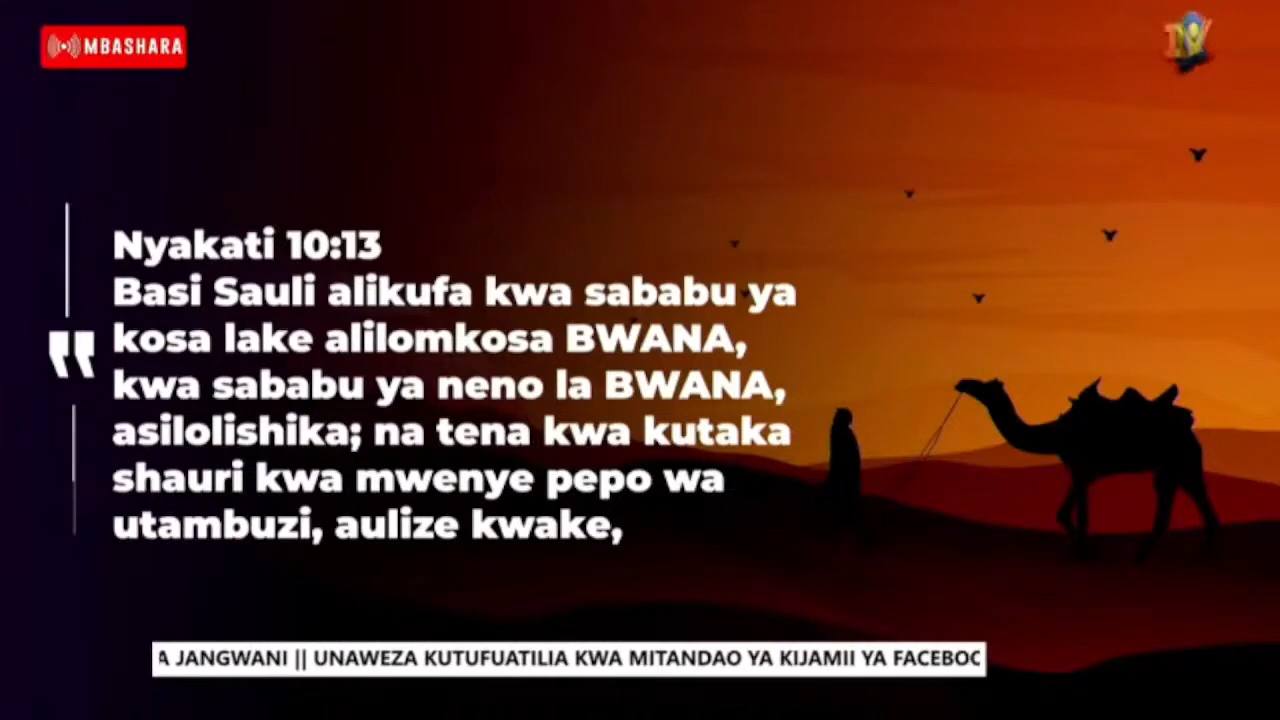 MBASHARA
TV
Nyakati 10:13
Basi Sauli alikufa kwa sababu ya
kosa lake alilomkosa BWANA,
kwa sababu ya neno la BWANA,
asilolishika; na tena kwa kutaka
shauri kwa mwenye pepo wa
utambuzi, aulize kwake,
A JANGWANI || UNAWEZA KUTUFUATILIA KWA MITANDAO YA KIJAMII YA FACEBOO